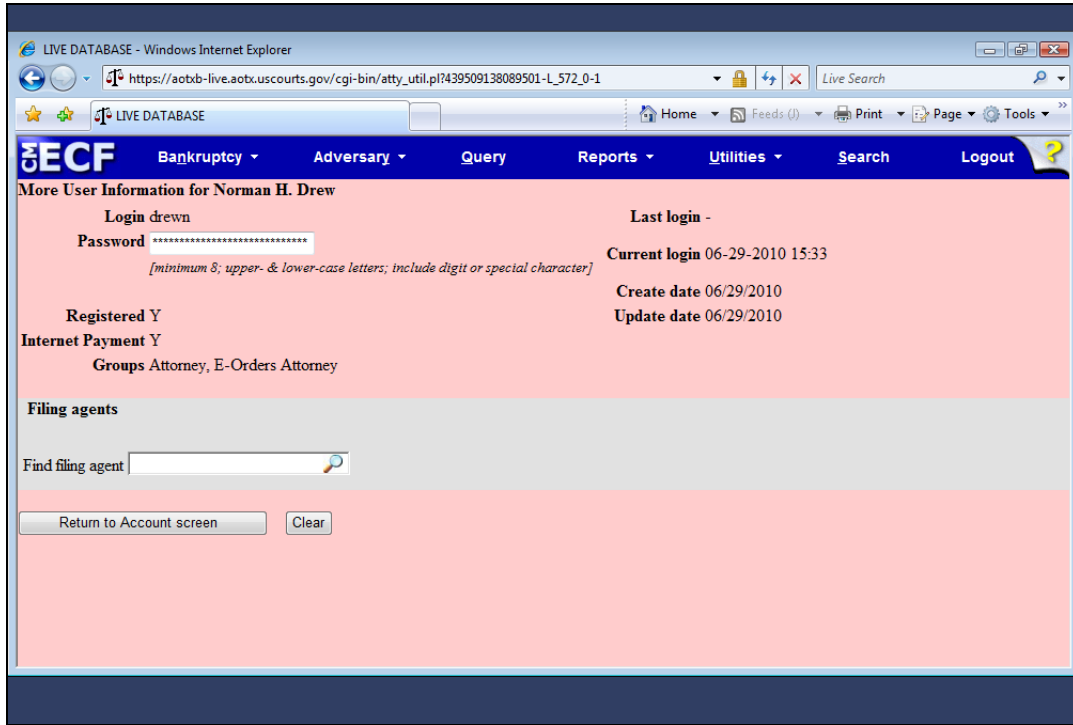 LIVE DATABASE - Windows Internet Explorer
https://aotxb-live.aotx.uscourts.gov/cgi-bin/atty_util.pl?439509138089501-L_572_0-1 Live Search
LIVE DATABASE Home Feeds (J) Print Page Tools »
CM ECF Bankruptcy Adversary Query Reports Utilities Search Logout ?
More User Information for Norman H. Drew
Login drewn Last login -
Password ******************************
Current login 06-29-2010 15:33
[minimum 8; upper- & lower-case letters; include digit or special character]
Create date 06/29/2010
Registered Y Update date 06/29/2010
Internet Payment Y
Groups Attorney, E-Orders Attorney
Filing agents
Find filing agent
Return to Account screen Clear